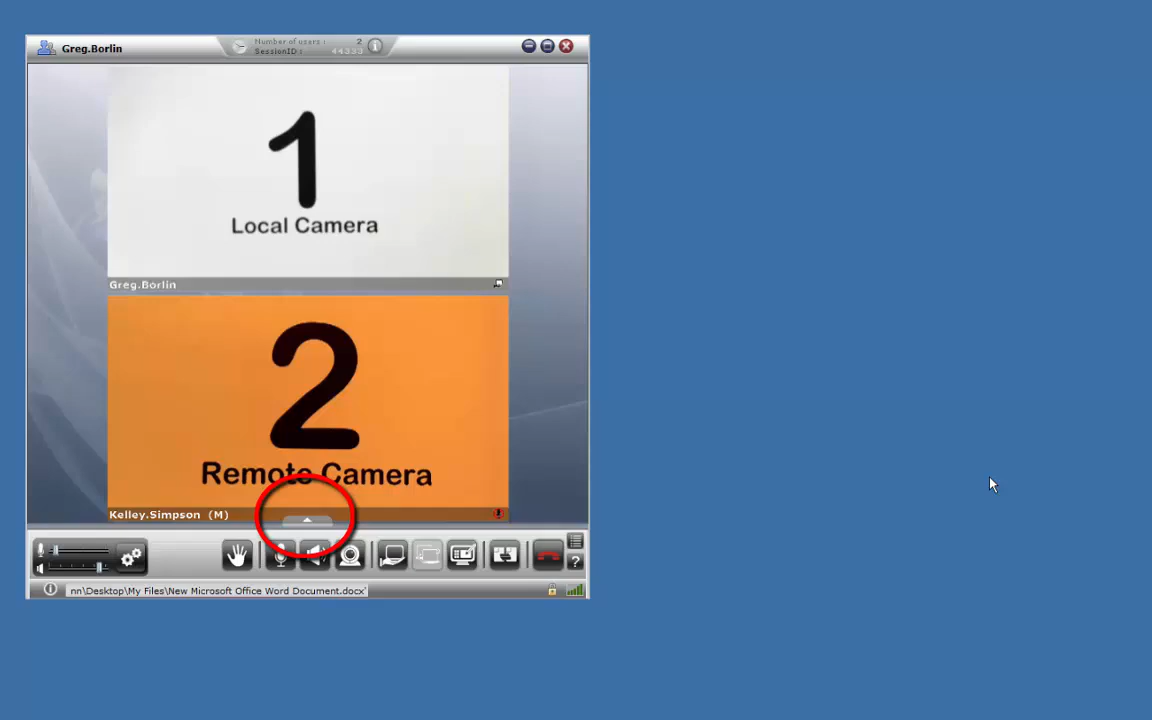 Greg.Borlin
Number of users : 2
SessionID : 44333
1
Local Camera
Greg.Borlin
2
Remote Camera
Kelley.Simpson (M)
?
nn\Desktop\My Files\New Microsoft Office Word Document.docx'